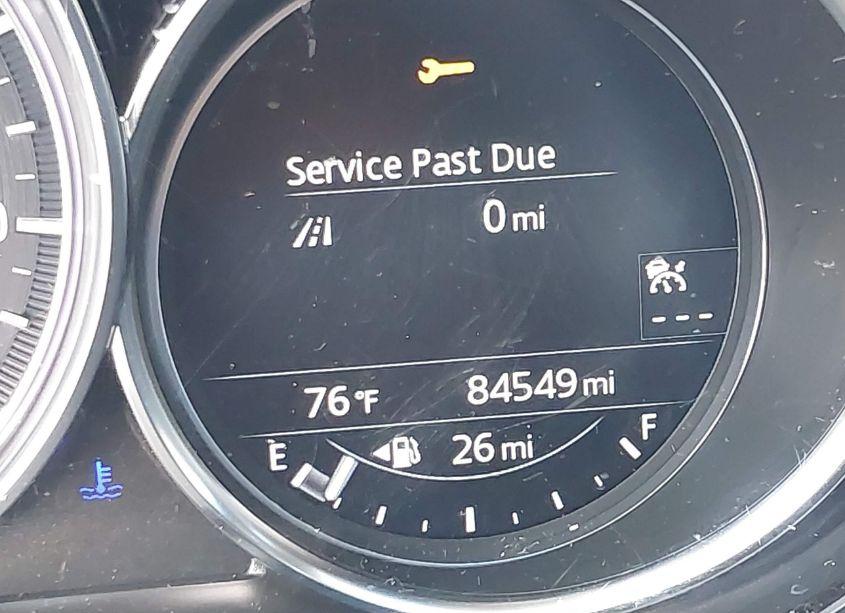 Service Past Due
0 mi
- - -
76°F 84549 mi
E 26 mi F